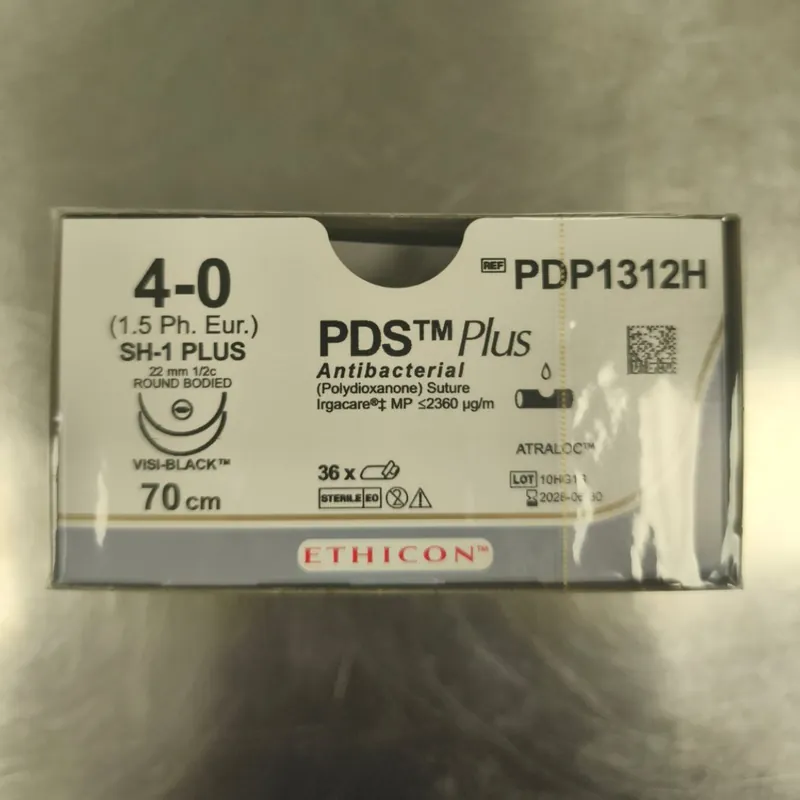 4-0
(1.5 Ph. Eur.)
SH-1 PLUS
22 mm 1/2c
ROUND BODIED
VISI-BLACK™
70 cm
PDS™ Plus
Antibacterial
(Polydioxanone) Suture
Irgacare®‡ MP ≤2360 µg/m
36 x
STERILE EO
REF PDP1312H
ATRALOC™
LOT
ETHICON™